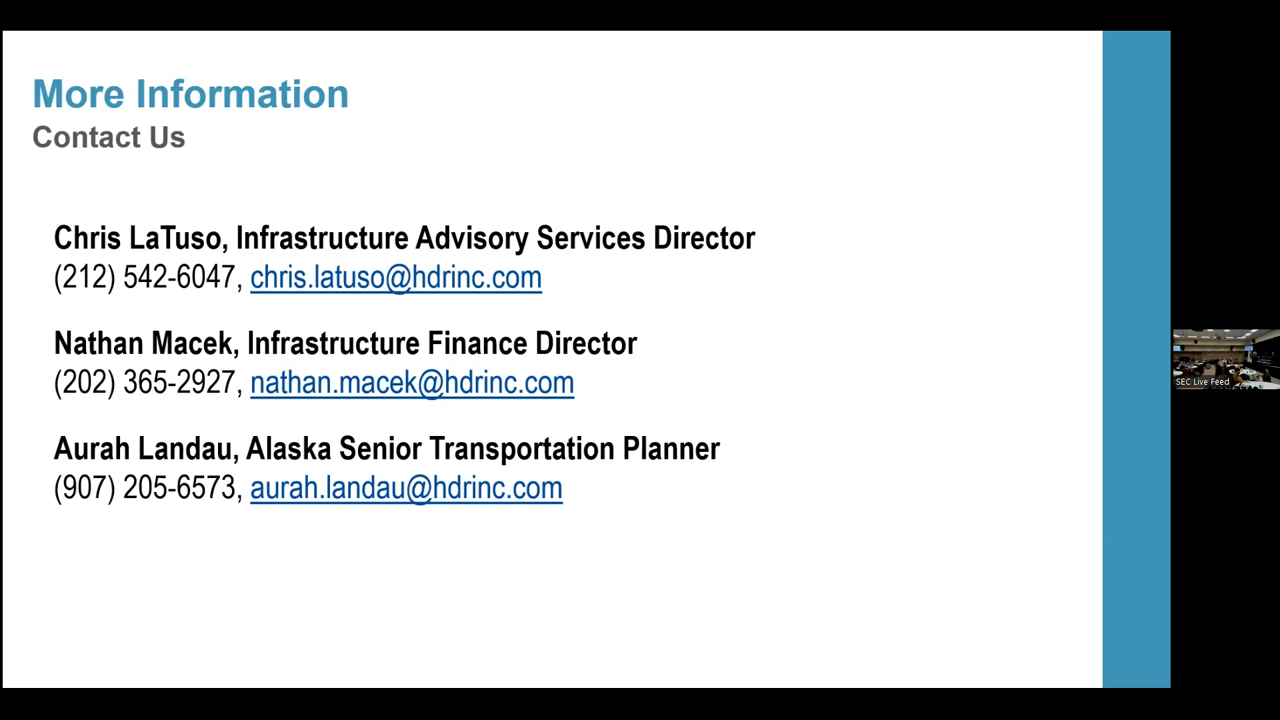 More Information
Contact Us
Chris LaTuso, Infrastructure Advisory Services Director
(212) 542-6047, chris.latuso@hdrinc.com
Nathan Macek, Infrastructure Finance Director
(202) 365-2927, nathan.macek@hdrinc.com
Aurah Landau, Alaska Senior Transportation Planner
(907) 205-6573, aurah.landau@hdrinc.com
SEC Live Feed